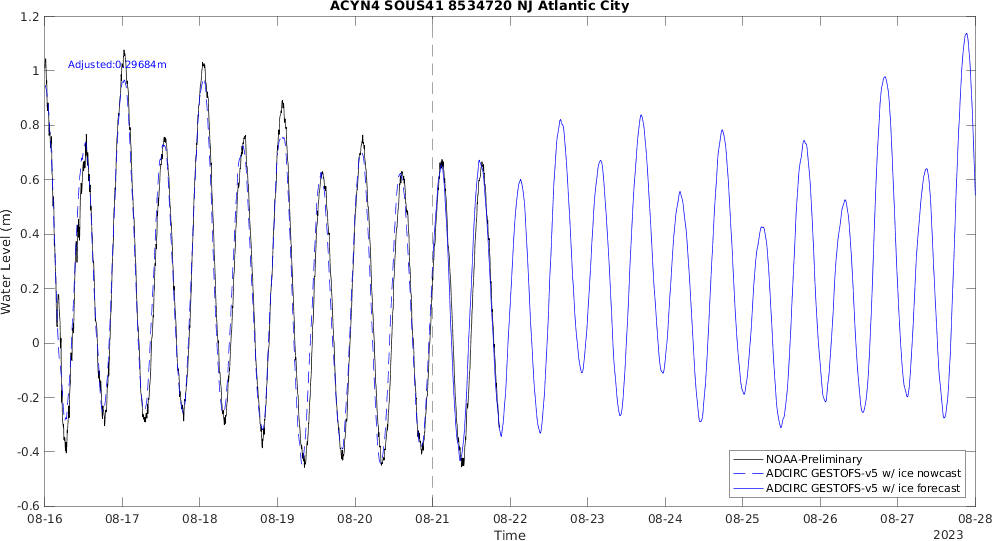 ACYN4 SOUS41 8534720 NJ Atlantic City
1.2
1
0.8
0.6
0.4
0.2
0
-0.2
-0.4
-0.6
Water Level (m)
Adjusted:0.29684m
NOAA-Preliminary
ADCIRC GESTOFS-v5 w/ ice nowcast
ADCIRC GESTOFS-v5 w/ ice forecast
08-16 08-17 08-18 08-19 08-20 08-21 08-22 08-23 08-24 08-25 08-26 08-27 08-28
Time
2023